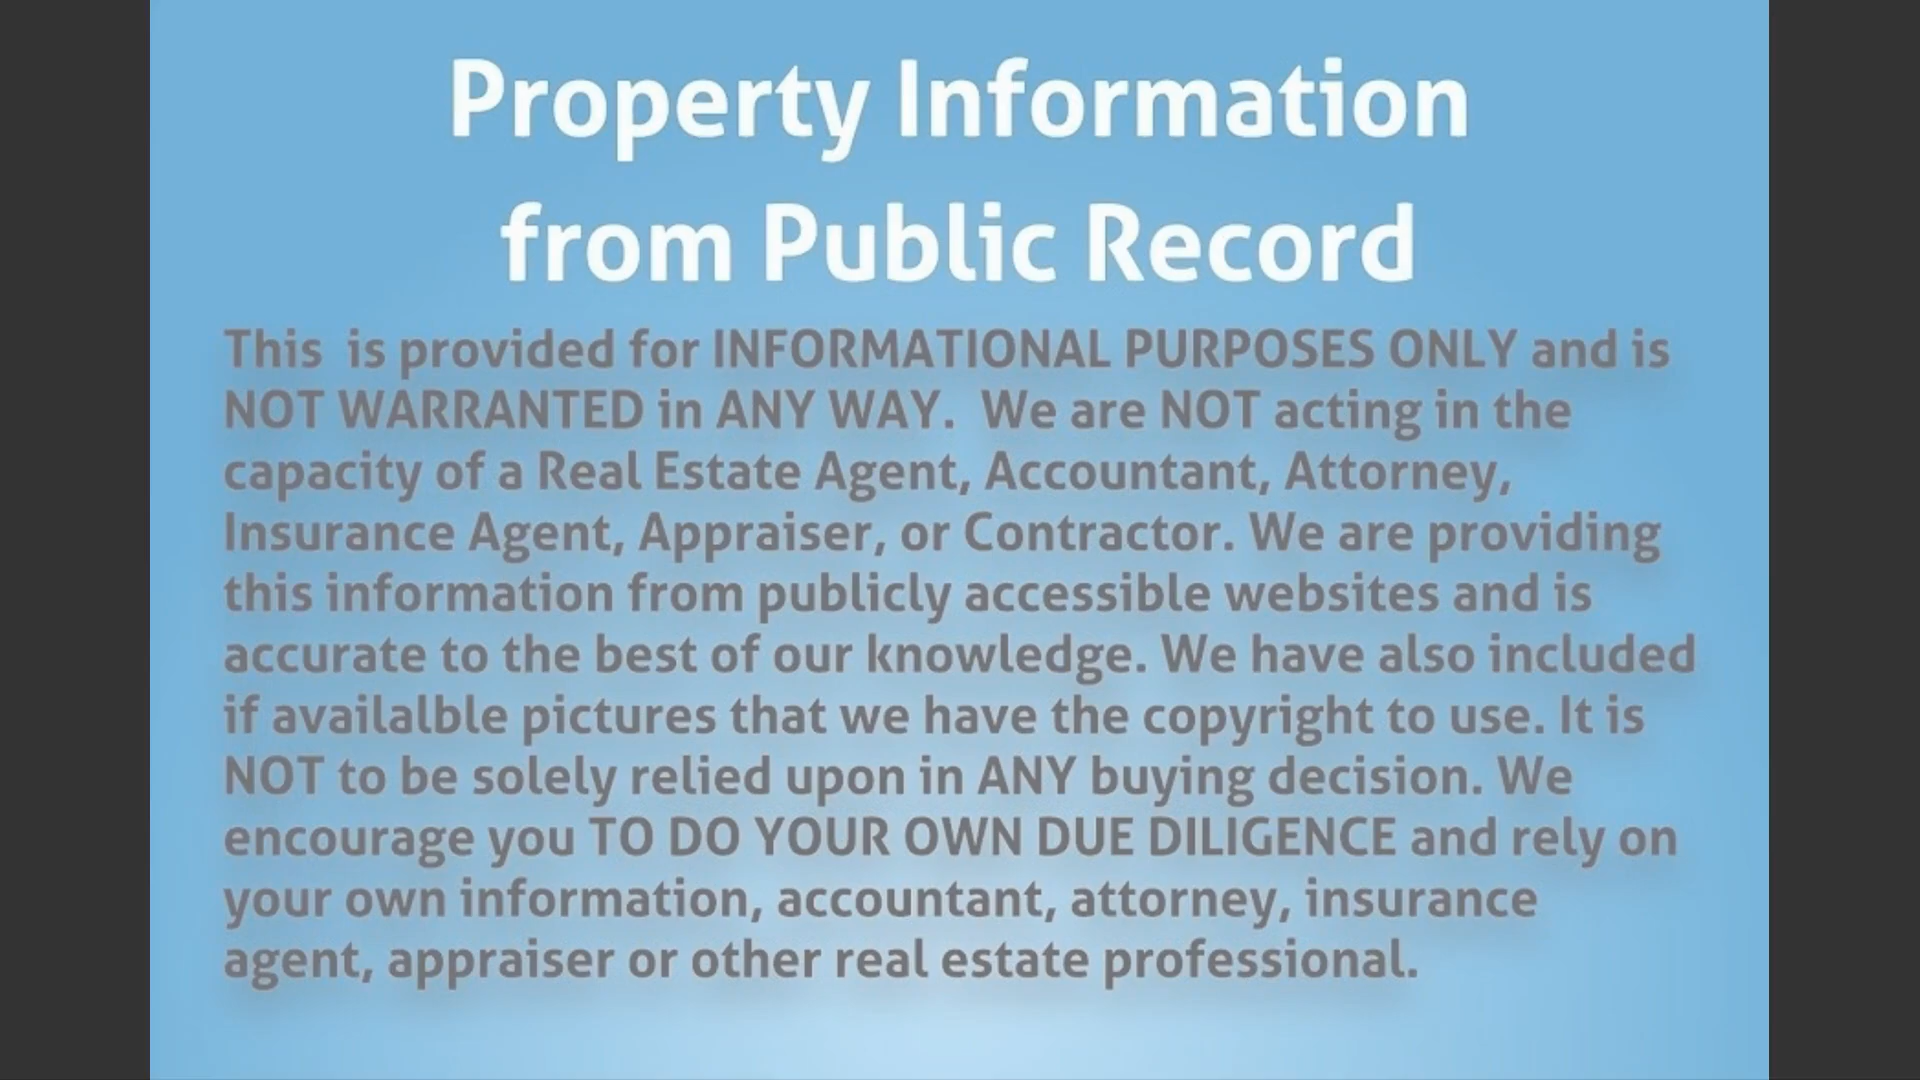 Property Information
from Public Record
This  is provided for INFORMATIONAL PURPOSES ONLY and is
NOT WARRANTED in ANY WAY.  We are NOT acting in the
capacity of a Real Estate Agent, Accountant, Attorney,
Insurance Agent, Appraiser, or Contractor. We are providing
this information from publicly accessible websites and is
accurate to the best of our knowledge. We have also included
if availalble pictures that we have the copyright to use. It is
NOT to be solely relied upon in ANY buying decision. We
encourage you TO DO YOUR OWN DUE DILIGENCE and rely on
your own information, accountant, attorney, insurance
agent, appraiser or other real estate professional.